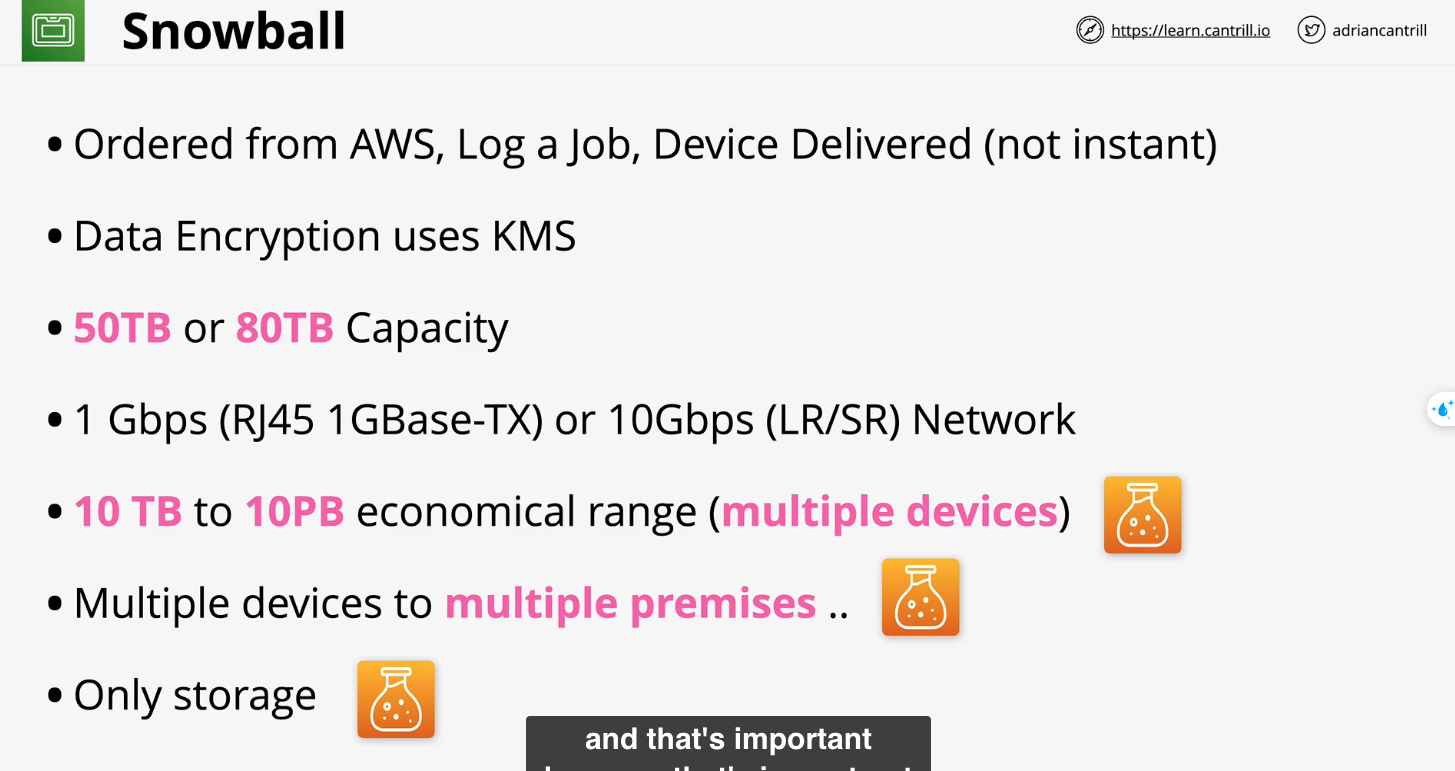 Snowball
https://learn.cantrill.io
adriancantrill
• Ordered from AWS, Log a Job, Device Delivered (not instant)
• Data Encryption uses KMS
• 50TB or 80TB Capacity
• 1 Gbps (RJ45 1GBase-TX) or 10Gbps (LR/SR) Network
• 10 TB to 10PB economical range (multiple devices)
• Multiple devices to multiple premises ..
• Only storage
and that's important